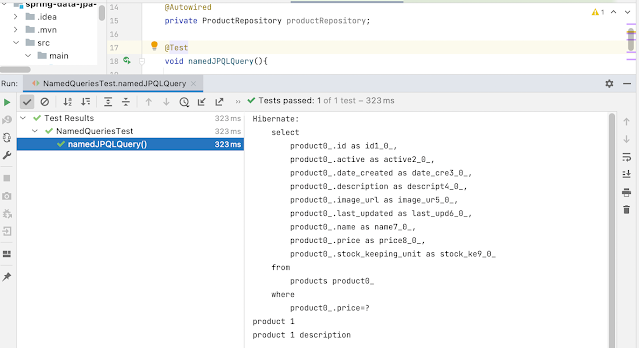 spring-data-jpa-
.idea
.mvn
src
main
14 @Autowired
15 private ProductRepository productRepository;
16
17 @Test
18 void namedJPQLQuery(){
1
Run: NamedQueriesTest.namedJPQLQuery
Tests passed: 1 of 1 test – 323 ms
Test Results 323 ms
NamedQueriesTest 323 ms
namedJPQLQuery() 323 ms
Hibernate:
select
product0_.id as id1_0_,
product0_.active as active2_0_,
product0_.date_created as date_cre3_0_,
product0_.description as descript4_0_,
product0_.image_url as image_ur5_0_,
product0_.last_updated as last_upd6_0_,
product0_.name as name7_0_,
product0_.price as price8_0_,
product0_.stock_keeping_unit as stock_ke9_0_
from
products product0_
where
product0_.price=?
product 1
product 1 description